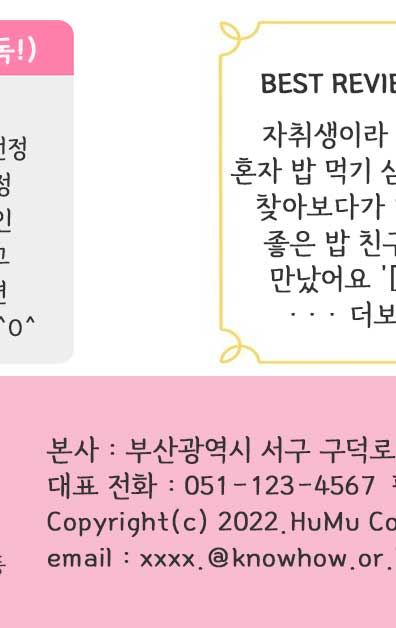 독!)
정
정
인
고
면
^0^
BEST REVIE
자취생이라
혼자 밥 먹기
찾아보다가
좋은 밥 친구
만났어요 '
··· 더보
본사 : 부산광역시 서구 구덕로
대표 전화 : 051-123-4567
Copyright(c) 2022.HuMu Co
email : xxxx.@knowhow.or.